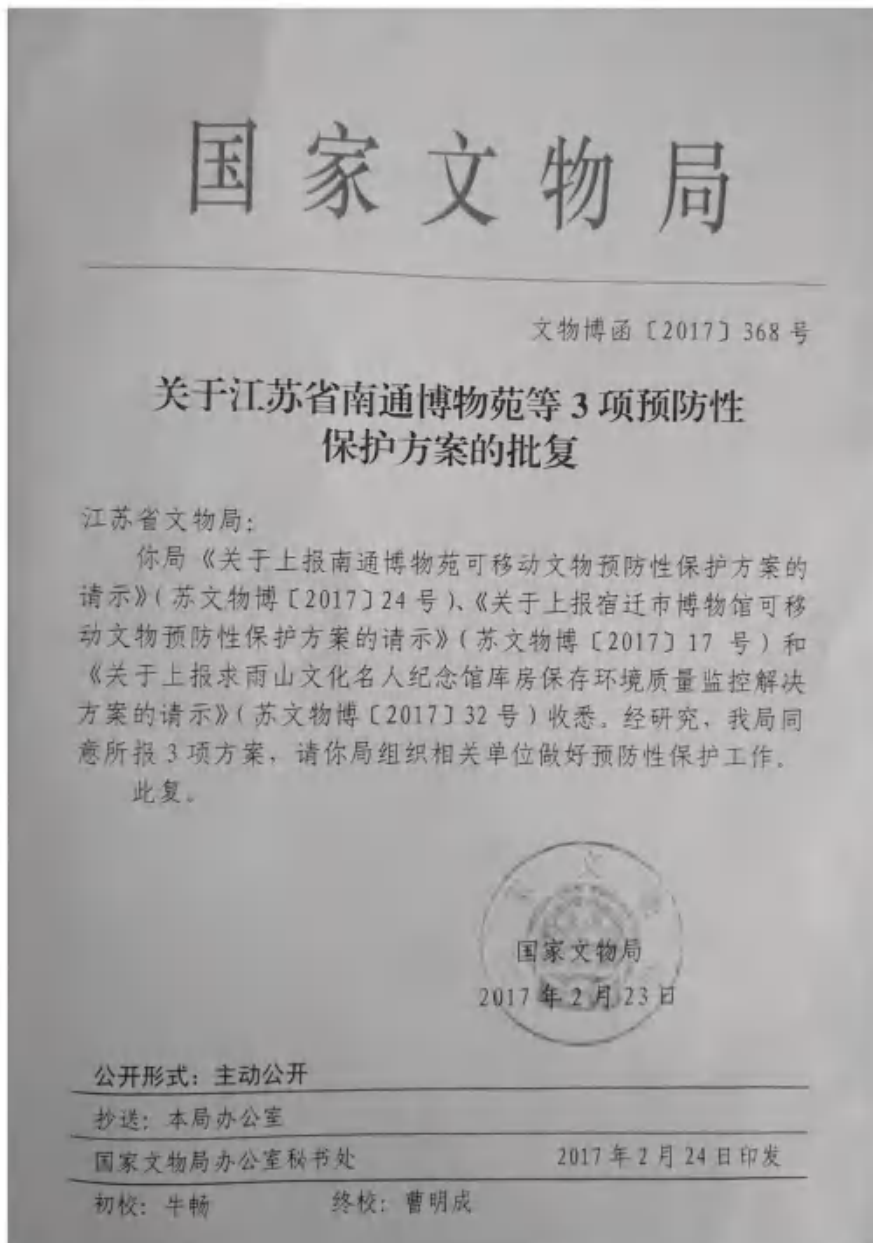 国家文物局
文物博函〔2017〕368号
关于江苏省南通博物苑等3项预防性
保护方案的批复
江苏省文物局：
你局《关于上报南通博物苑可移动文物预防性保护方案的
请示》（苏文物博〔2017〕24号）、《关于上报宿迁市博物馆可移
动文物预防性保护方案的请示》（苏文物博〔2017〕17 号）和
《关于上报求雨山文化名人纪念馆库房保存环境质量监控解决
方案的请示》（苏文物博〔2017〕32号）收悉。经研究，我局同
意所报3项方案，请你局组织相关单位做好预防性保护工作。
此复。
国家文物局
2017年2月23日
公开形式：主动公开
抄送：本局办公室
国家文物局办公室秘书处 2017年2月24日印发
初校：牛畅 终校：曹明成